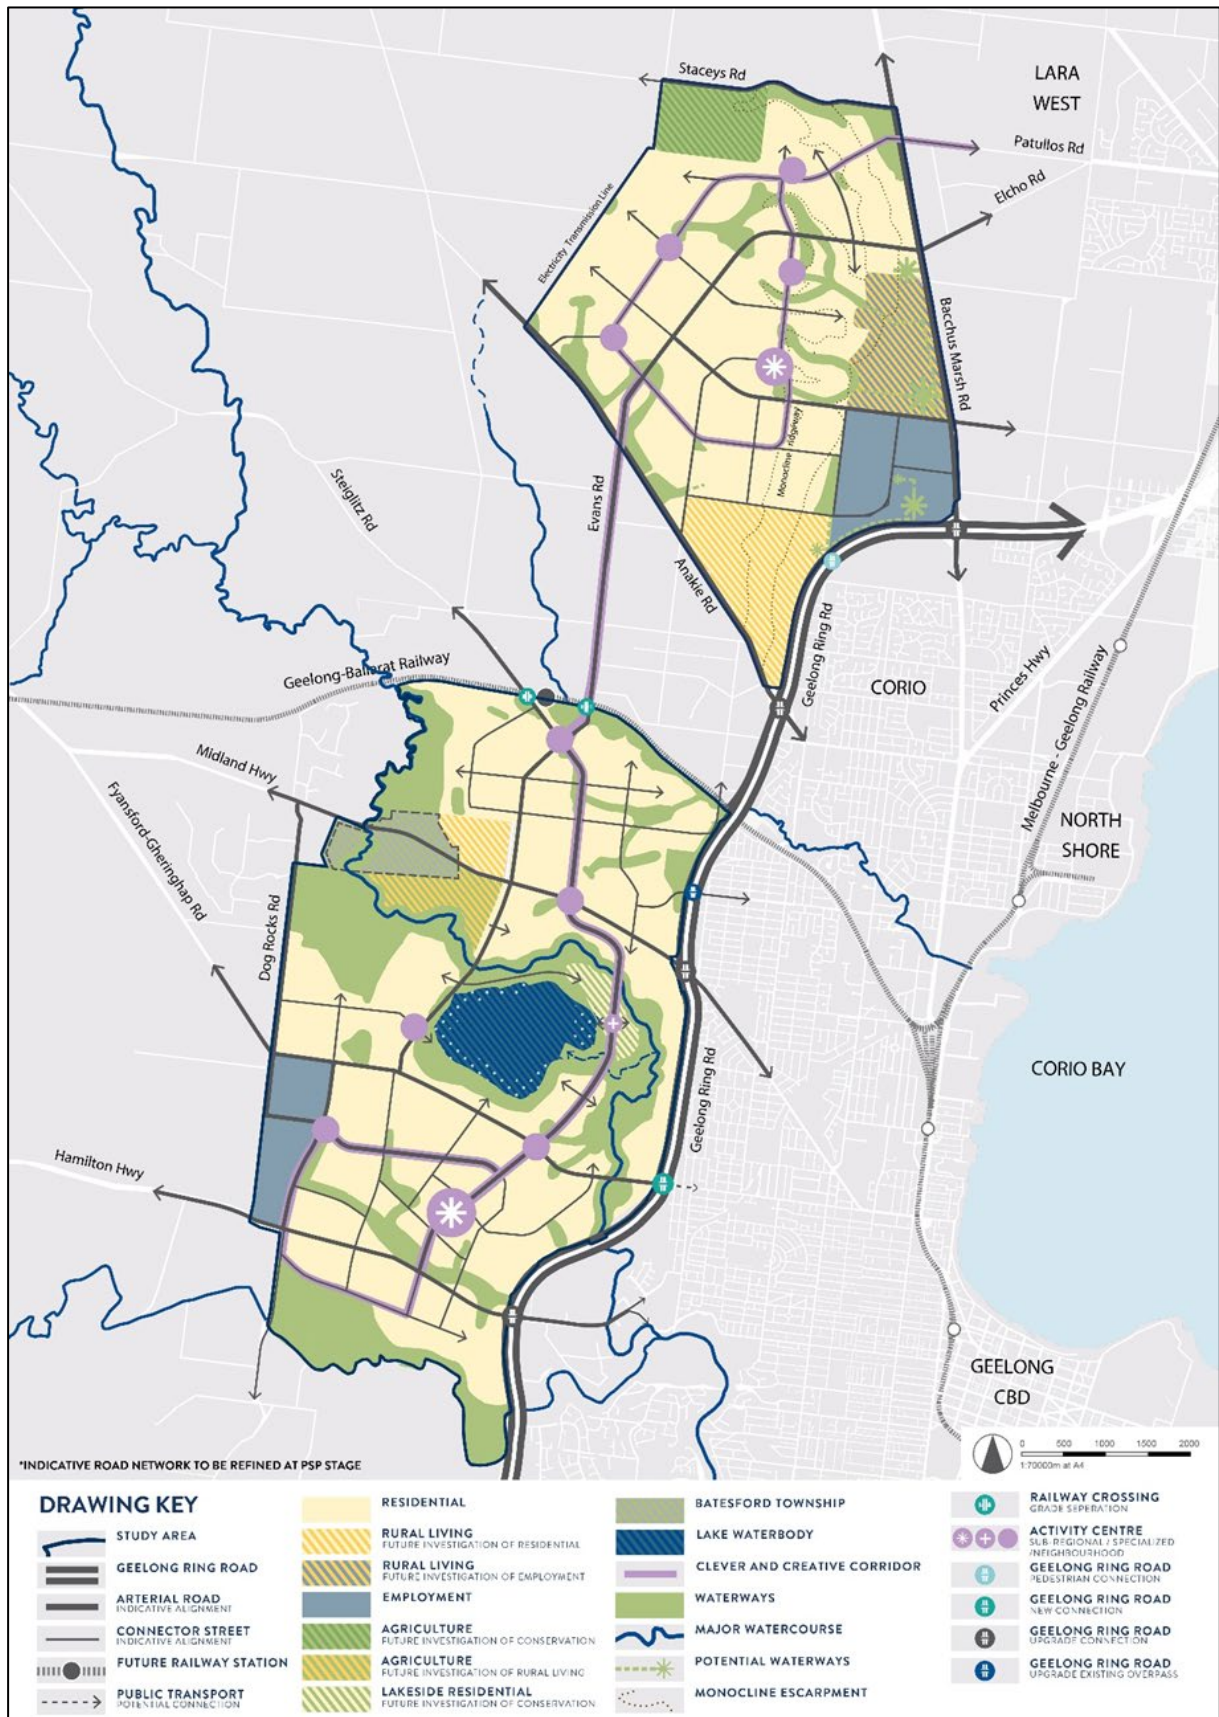 Staceys Rd
LARA
WEST
Patullos Rd
Elcho Rd
Electricity Transmission Line
Bacchus Marsh Rd
Monocline ridgeway
Steiglitz Rd
Evans Rd
Anakie Rd
Geelong Ring Rd
CORIO
Princes Hwy
Melbourne - Geelong Railway
Geelong-Ballarat Railway
Midland Hwy
Fyansford-Gheringhap Rd
NORTH
SHORE
Dog Rocks Rd
CORIO BAY
Geelong Ring Rd
Hamilton Hwy
GEELONG
CBD
*INDICATIVE ROAD NETWORK TO BE REFINED AT PSP STAGE
0 500 1000 1500 2000
1:70000m at A4
DRAWING KEY
STUDY AREA
GEELONG RING ROAD
ARTERIAL ROAD
INDICATIVE ALIGNMENT
CONNECTOR STREET
INDICATIVE ALIGNMENT
FUTURE RAILWAY STATION
PUBLIC TRANSPORT
POTENTIAL CONNECTION
RESIDENTIAL
RURAL LIVING
FUTURE INVESTIGATION OF RESIDENTIAL
RURAL LIVING
FUTURE INVESTIGATION OF EMPLOYMENT
EMPLOYMENT
AGRICULTURE
FUTURE INVESTIGATION OF CONSERVATION
AGRICULTURE
FUTURE INVESTIGATION OF RURAL LIVING
LAKESIDE RESIDENTIAL
FUTURE INVESTIGATION OF CONSERVATION
BATESFORD TOWNSHIP
LAKE WATERBODY
CLEVER AND CREATIVE CORRIDOR
WATERWAYS
MAJOR WATERCOURSE
POTENTIAL WATERWAYS
MONOCLINE ESCARPMENT
RAILWAY CROSSING
GRADE SEPERATION
ACTIVITY CENTRE
SUB-REGIONAL / SPECIALIZED
/NEIGHBOURHOOD
GEELONG RING ROAD
PEDESTRIAN CONNECTION
GEELONG RING ROAD
NEW CONNECTION
GEELONG RING ROAD
UPGRADE CONNECTION
GEELONG RING ROAD
UPGRADE EXISTING OVERPASS